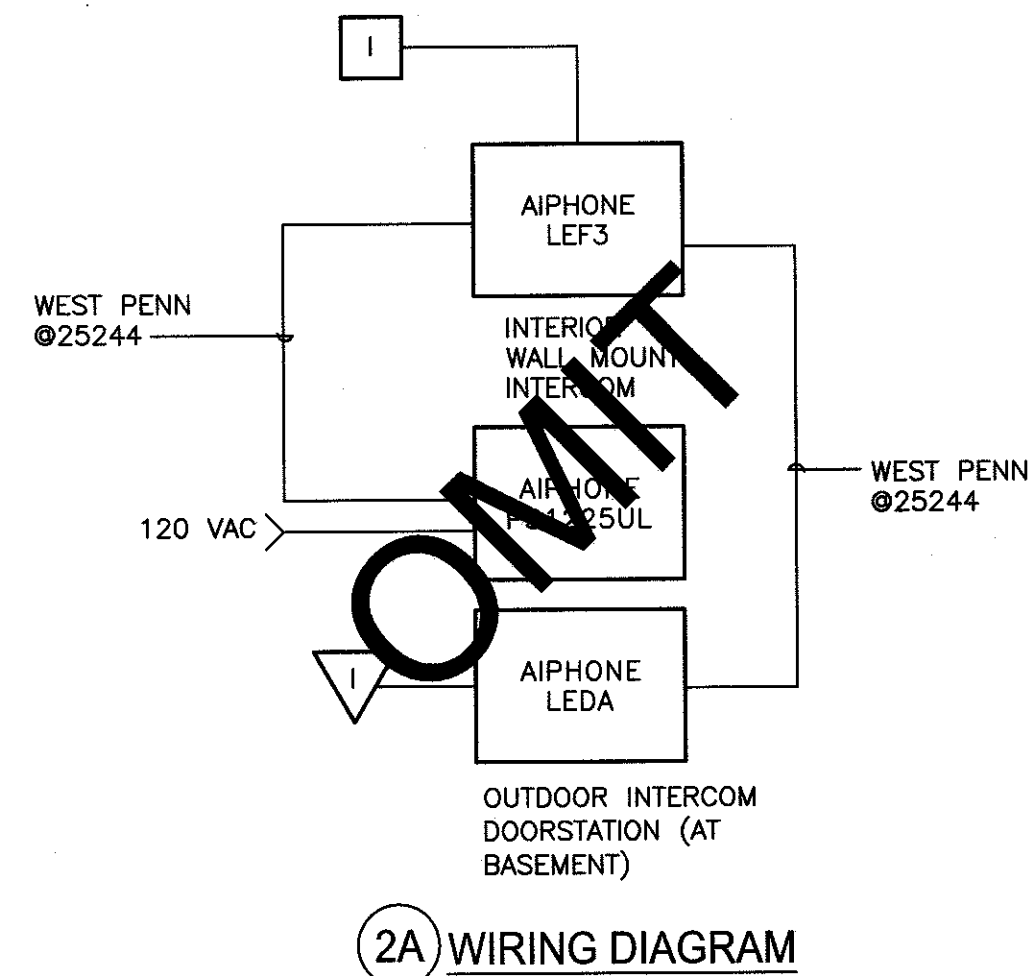 I
AIPHONE
LEF3
WEST PENN
@25244
INTERIOR
WALL MOUNT
INTERCOM
AIPHONE
PS1225UL
120 VAC
WEST PENN
@25244
OMIT
I
AIPHONE
LEDA
OUTDOOR INTERCOM
DOORSTATION (AT
BASEMENT)
2A WIRING DIAGRAM